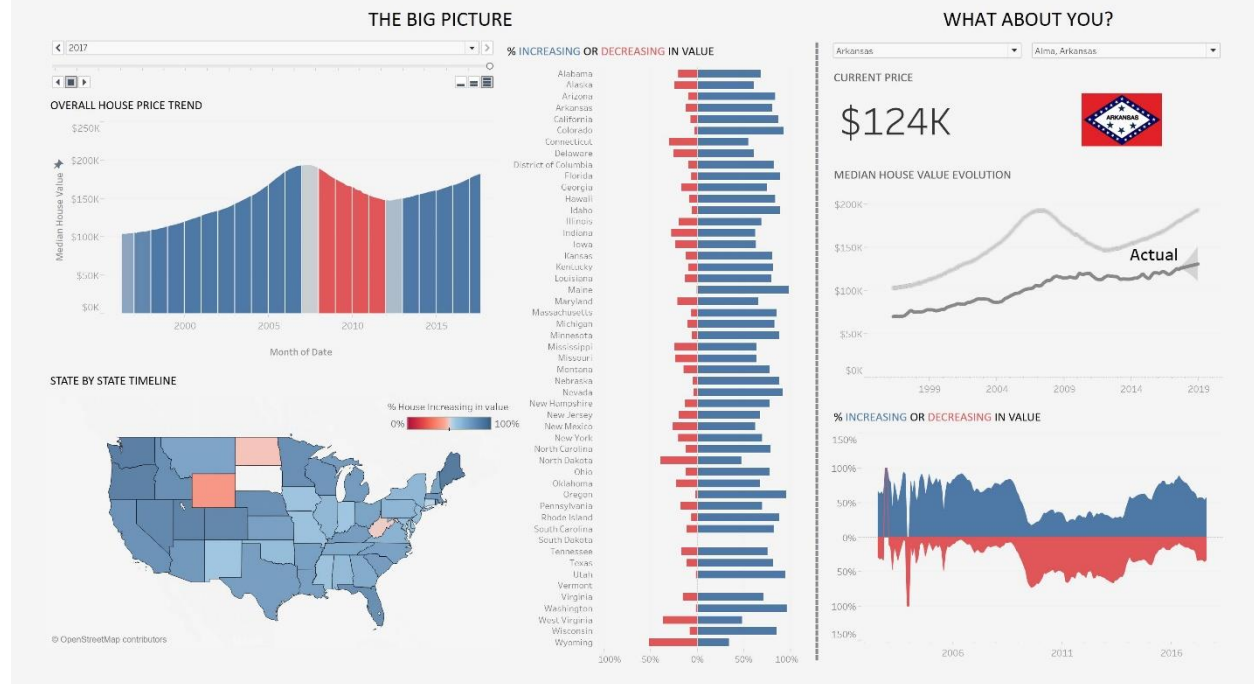 THE BIG PICTURE
2017
OVERALL HOUSE PRICE TREND
$250K
$200K
$150K
$100K
$50K
$0K
Median House Value
2000 2005 2010 2015
Month of Date
STATE BY STATE TIMELINE
% House Increasing in value
0% 100%
© OpenStreetMap contributors
% INCREASING OR DECREASING IN VALUE
Alabama
Alaska
Arizona
Arkansas
California
Colorado
Connecticut
Delaware
District of Columbia
Florida
Georgia
Hawaii
Idaho
Illinois
Indiana
Iowa
Kansas
Kentucky
Louisiana
Maine
Maryland
Massachusetts
Michigan
Minnesota
Mississippi
Missouri
Montana
Nebraska
Nevada
New Hampshire
New Jersey
New Mexico
New York
North Carolina
North Dakota
Ohio
Oklahoma
Oregon
Pennsylvania
Rhode Island
South Carolina
South Dakota
Tennessee
Texas
Utah
Vermont
Virginia
Washington
West Virginia
Wisconsin
Wyoming
100% 50% 0% 50% 100%
WHAT ABOUT YOU?
Arkansas Alma, Arkansas
CURRENT PRICE
$124K
ARKANSAS
MEDIAN HOUSE VALUE EVOLUTION
$200K
$150K
Actual
$100K
$50K
$0K
1999 2004 2009 2014 2019
% INCREASING OR DECREASING IN VALUE
150%
100%
50%
0%
50%
100%
150%
2006 2011 2016